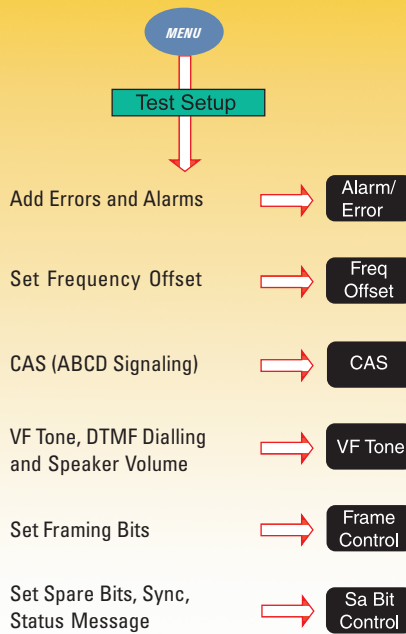 MENU
Test Setup
Add Errors and Alarms
Alarm/
Error
Set Frequency Offset
Freq
Offset
CAS (ABCD Signaling)
CAS
VF Tone, DTMF Dialling
and Speaker Volume
VF Tone
Set Framing Bits
Frame
Control
Set Spare Bits, Sync,
Status Message
Sa Bit
Control